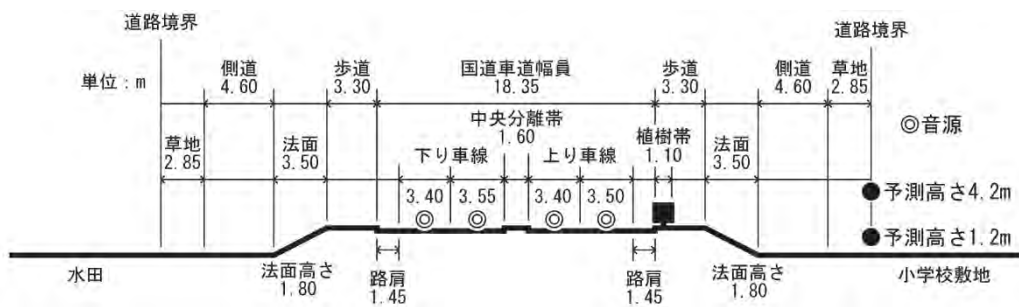 道路境界
道路境界
単位：m
側道
4.60
歩道
3.30
国道車道幅員
18.35
歩道
3.30
側道
4.60
草地
2.85
中央分離帯
1.60
◎音源
草地
2.85
法面
3.50
下り車線
上り車線
植樹帯
1.10
法面
3.50
3.40
3.55
3.40
3.50
●予測高さ4.2m
●予測高さ1.2m
水田
法面高さ
1.80
路肩
1.45
路肩
1.45
法面高さ
1.80
小学校敷地